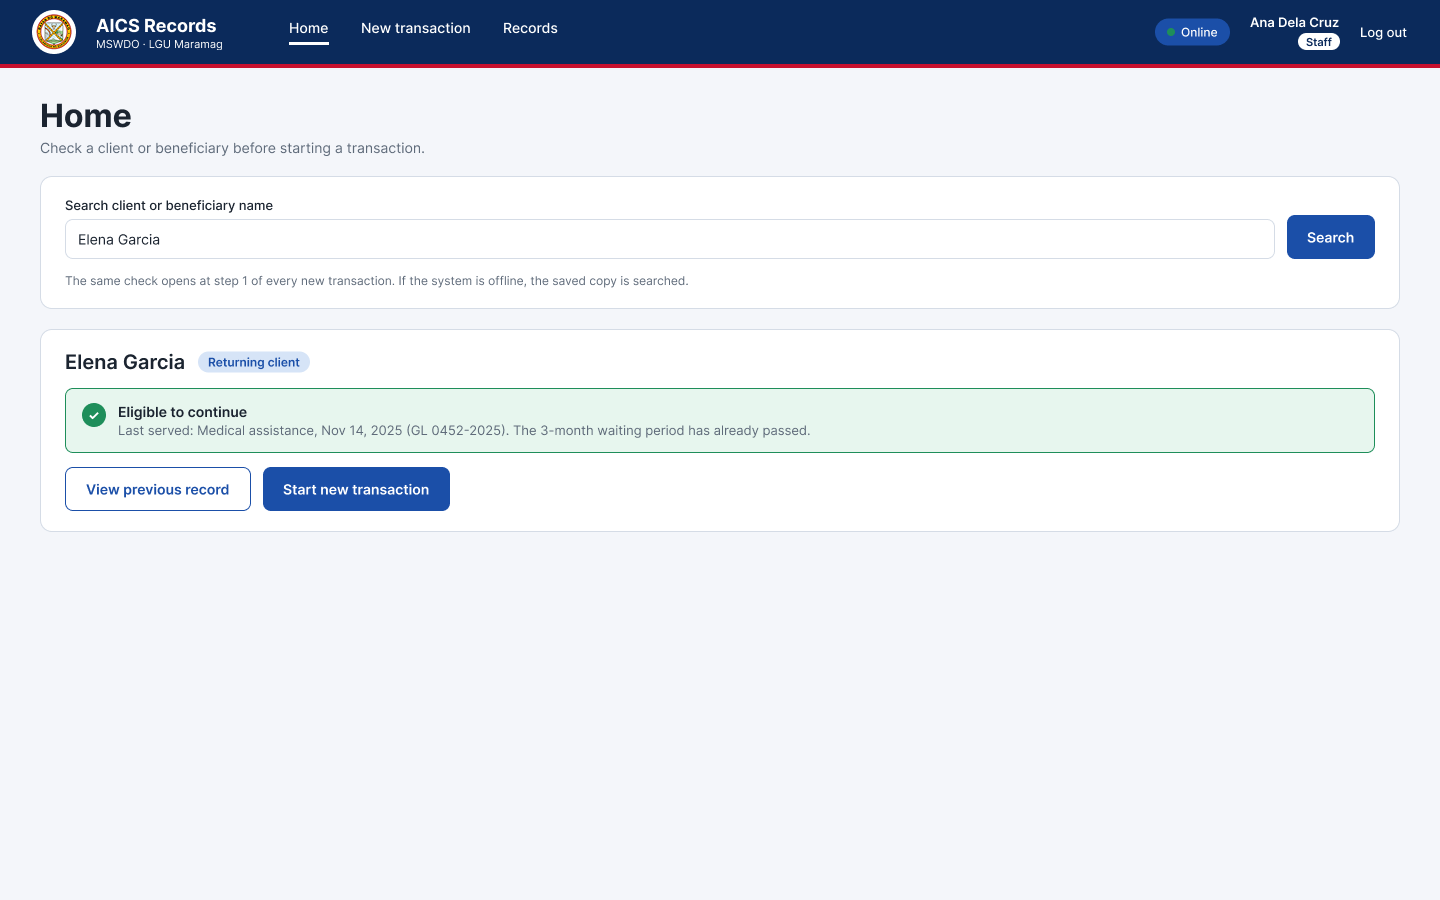 AICS Records
MSWDO · LGU Maramag
Home
New transaction
Records
Online
Ana Dela Cruz
Staff
Log out
Home
Check a client or beneficiary before starting a transaction.
Search client or beneficiary name
Elena Garcia
Search
The same check opens at step 1 of every new transaction. If the system is offline, the saved copy is searched.
Elena Garcia
Returning client
Eligible to continue
Last served: Medical assistance, Nov 14, 2025 (GL 0452-2025). The 3-month waiting period has already passed.
View previous record
Start new transaction